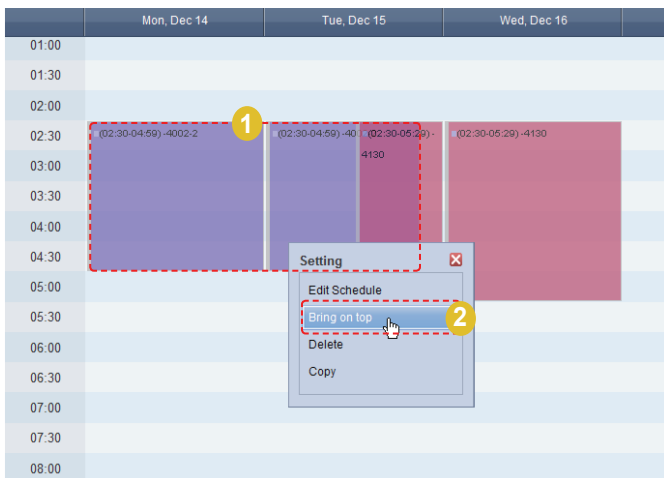 Mon, Dec 14 Tue, Dec 15 Wed, Dec 16
01:00
01:30
02:00
1
02:30 (02:30-04:59) -4002-2 (02:30-04:59) -40 (02:30-05:29) - (02:30-05:29) -4130
4130
03:00
03:30
04:00
04:30
Setting
05:00 Edit Schedule
05:30 Bring on top 2
06:00 Delete
06:30 Copy
07:00
07:30
08:00